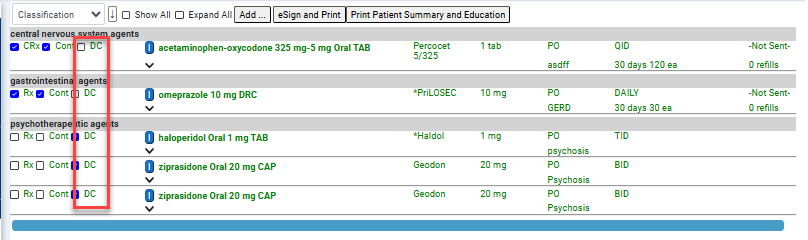 Classification Show All Expand All Add ... eSign and Print Print Patient Summary and Education
central nervous system agents
CRx Cont DC acetaminophen-oxycodone 325 mg-5 mg Oral TAB Percocet 5/325 1 tab PO QID -Not Sent-
asdff 30 days 120 ea 0 refills
gastrointestinal agents
Rx Cont DC omeprazole 10 mg DRC *PriLOSEC 10 mg PO DAILY -Not Sent-
GERD 30 days 30 ea 0 refills
psychotherapeutic agents
Rx Cont DC haloperidol Oral 1 mg TAB *Haldol 1 mg PO TID
psychosis
Rx Cont DC ziprasidone Oral 20 mg CAP Geodon 20 mg PO BID
Psychosis
Rx Cont DC ziprasidone Oral 20 mg CAP Geodon 20 mg PO BID
Psychosis